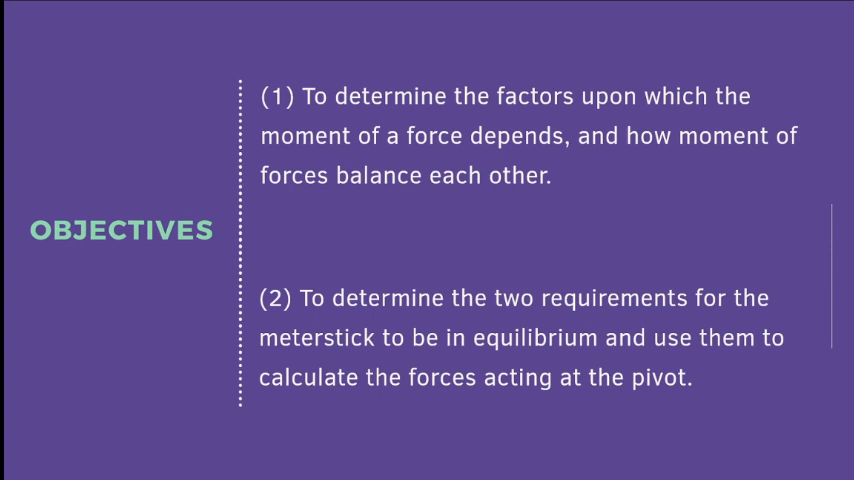 (1) To determine the factors upon which the
moment of a force depends, and how moment of
forces balance each other.
OBJECTIVES
(2) To determine the two requirements for the
meterstick to be in equilibrium and use them to
calculate the forces acting at the pivot.